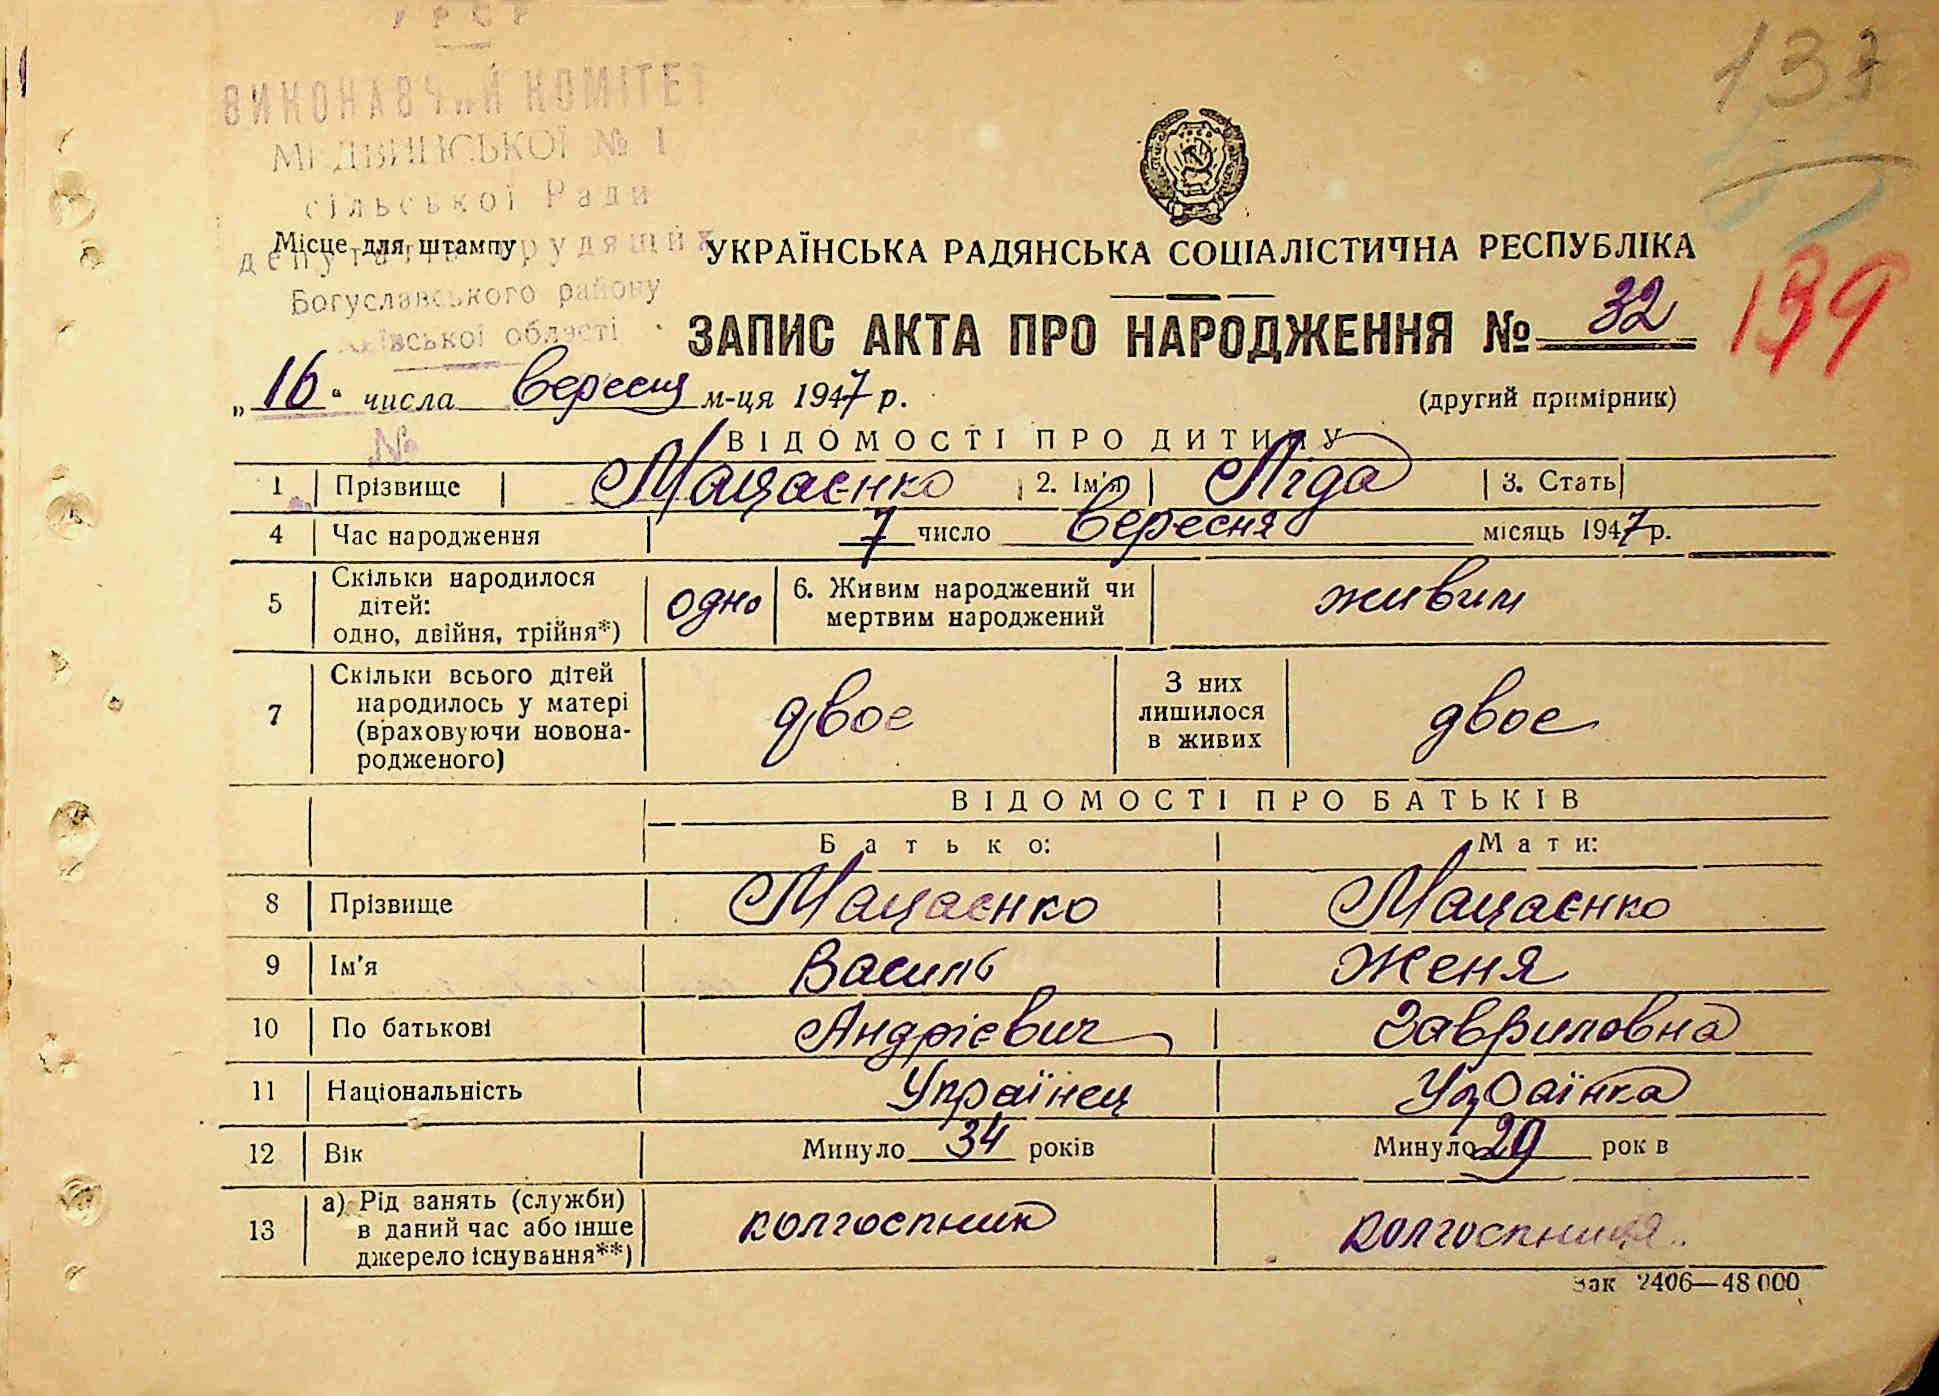 УРСР
ВИКОНАВЧИЙ КОМІТЕТ
МЕДВИНСЬКОЇ № 1
сільської Ради
депутатів трудящих
Богуславського району
Київської області
137
139
Місце для штампу
УКРАЇНСЬКА РАДЯНСЬКА СОЦІАЛІСТИЧНА РЕСПУБЛІКА
ЗАПИС АКТА ПРО НАРОДЖЕННЯ № 32
„16“ числа вересня м-ця 1947 р. (другий примірник)
№
ВІДОМОСТІ ПРО ДИТИНУ
1 Прізвище Мацаєнко 2. Ім'я Ліда 3. Стать
4 Час народження 7 число вересня місяць 1947 р.
5 Скільки народилося дітей: одно, двійня, трійня*) одно 6. Живим народжений чи мертвим народжений живим
7 Скільки всього дітей народилось у матері (враховуючи новонародженого) двоє З них лишилося в живих двоє
ВІДОМОСТІ ПРО БАТЬКІВ
Батько: Мати:
8 Прізвище Мацаєнко Мацаєнко
9 Ім'я Василь Женя
10 По батькові Андрієвич Гавриловна
11 Національність Українец Українка
12 Вік Минуло 34 років Минуло 29 рок в
13 а) Рід занять (служби) в даний час або інше джерело існування**) колгоспник колгоспниця
Зак 2406—48 000